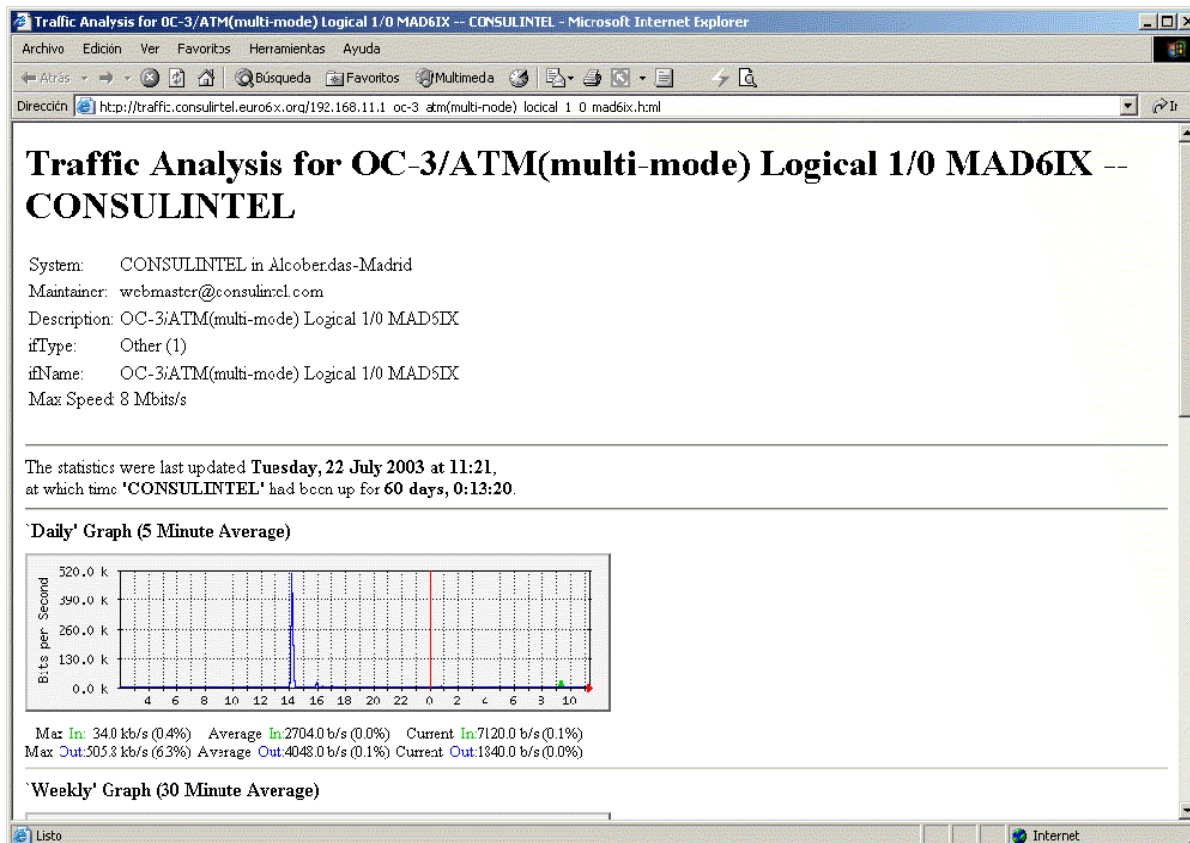 Traffic Analysis for OC-3/ATM(multi-mode) Logical 1/0 MAD6IX -- CONSULINTEL - Microsoft Internet Explorer
Archivo Edición Ver Favoritos Herramientas Ayuda
Atrás Búsqueda Favoritos Multimedia
Dirección http://traffic.consulintel.euro6x.org/192.168.11.1_oc-3_atm(multi-mode)_logical_1_0_mad6ix.html Ir
Traffic Analysis for OC-3/ATM(multi-mode) Logical 1/0 MAD6IX --
CONSULINTEL
System: CONSULINTEL in Alcobendas-Madrid
Maintainer: webmaster@consulintel.com
Description: OC-3/ATM(multi-mode) Logical 1/0 MAD6IX
ifType: Other (1)
ifName: OC-3/ATM(multi-mode) Logical 1/0 MAD6IX
Max Speed: 8 Mbits/s
The statistics were last updated Tuesday, 22 July 2003 at 11:21,
at which time 'CONSULINTEL' had been up for 60 days, 0:13:20.
`Daily' Graph (5 Minute Average)
Bits per Second
520.0 k
390.0 k
260.0 k
130.0 k
0.0 k
4 6 8 10 12 14 16 18 20 22 0 2 4 6 8 10
Max In: 34.0 kb/s (0.4%) Average In:2704.0 b/s (0.0%) Current In:7120.0 b/s (0.1%)
Max Out:505.8 kb/s (6.3%) Average Out:4048.0 b/s (0.1%) Current Out:1840.0 b/s (0.0%)
`Weekly' Graph (30 Minute Average)
Listo Internet